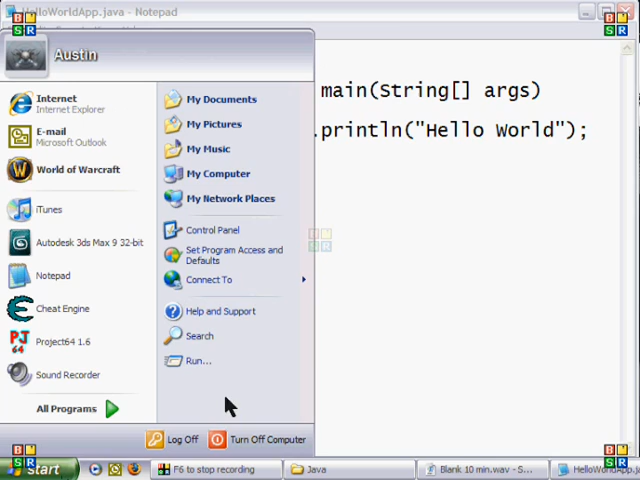 HelloWorldApp.java - Notepad
Austin
Internet
Internet Explorer
E-mail
Microsoft Outlook
World of Warcraft
iTunes
Autodesk 3ds Max 9 32-bit
Notepad
Cheat Engine
PJ
64
Project64 1.6
Sound Recorder
All Programs
My Documents
My Pictures
My Music
My Computer
My Network Places
Control Panel
Set Program Access and
Defaults
Connect To
Help and Support
Search
Run...
Log Off
Turn Off Computer
main(String[] args)
.println("Hello World");
B
S R
B
S R
B
S R
B
S R
B
S R
start
F6 to stop recording
Java
Blank 10 min.wav - S...
HelloWorldApp.ja